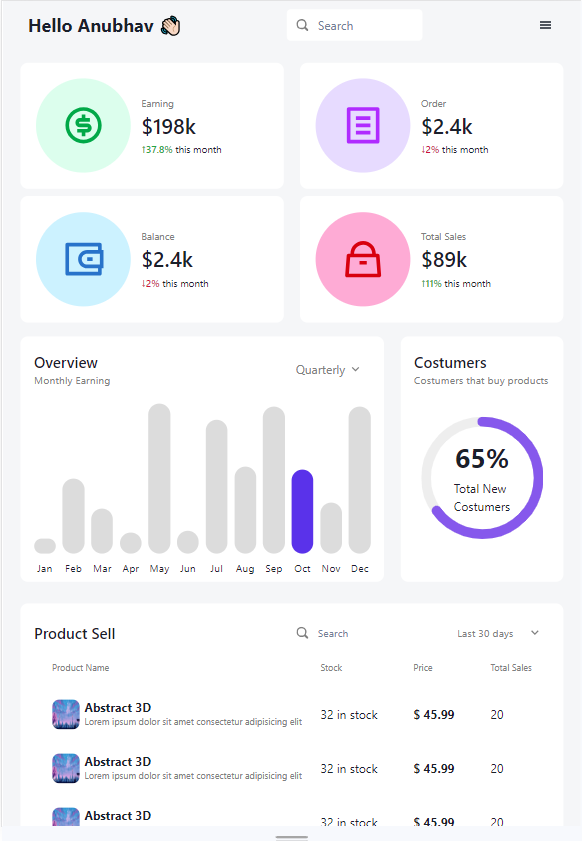 Hello Anubhav 👋🏻
Search
Earning
$198k
↑37.8% this month
Order
$2.4k
↓2% this month
Balance
$2.4k
↓2% this month
Total Sales
$89k
↑11% this month
Overview
Monthly Earning
Quarterly
Jan Feb Mar Apr May Jun Jul Aug Sep Oct Nov Dec
Costumers
Costumers that buy products
65%
Total New
Costumers
Product Sell
Search
Last 30 days
Product Name Stock Price Total Sales
Abstract 3D
Lorem ipsum dolor sit amet consectetur adipisicing elit
32 in stock $ 45.99 20
Abstract 3D
Lorem ipsum dolor sit amet consectetur adipisicing elit
32 in stock $ 45.99 20
Abstract 3D
32 in stock $ 45.99 20